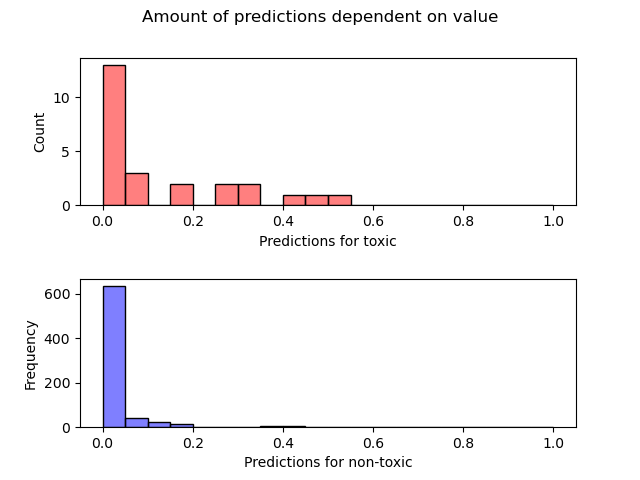 Amount of predictions dependent on value
10
5
0
Count
0.0 0.2 0.4 0.6 0.8 1.0
Predictions for toxic
600
400
200
0
Frequency
0.0 0.2 0.4 0.6 0.8 1.0
Predictions for non-toxic